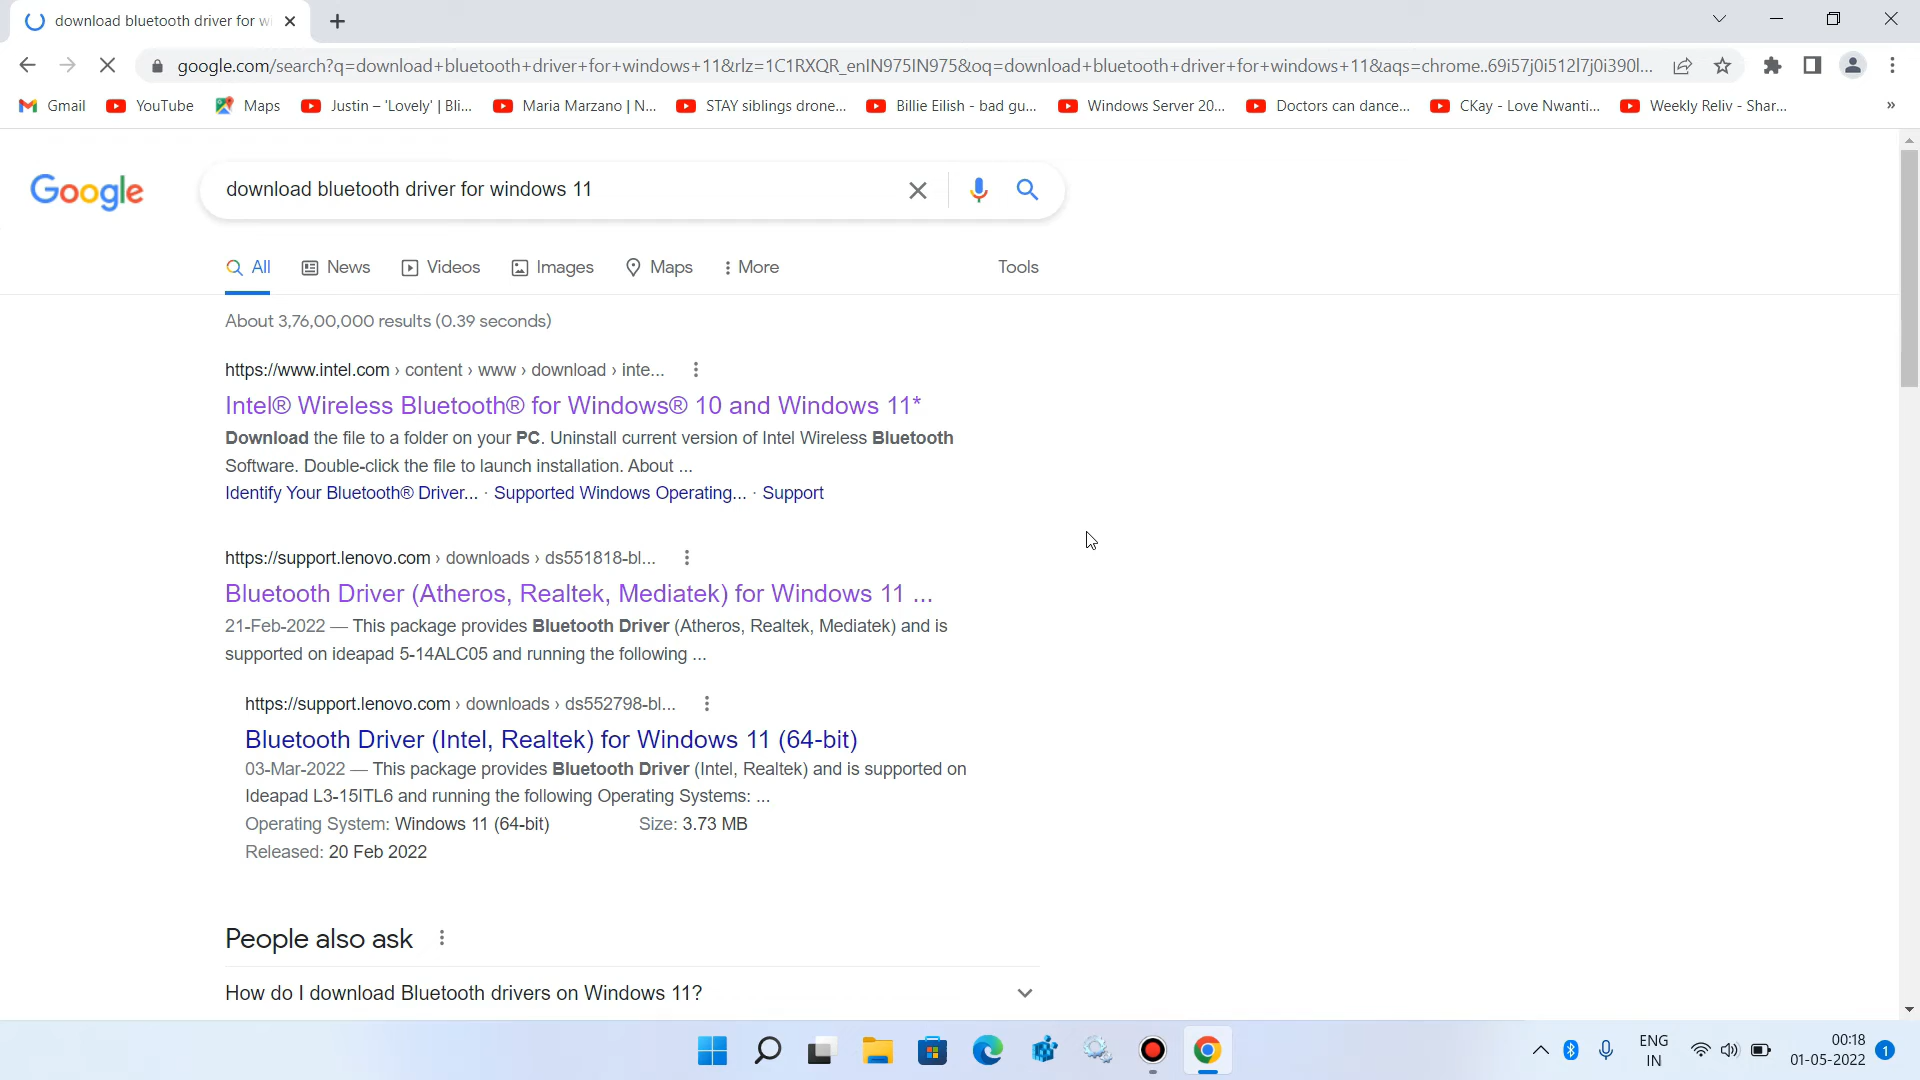 download bluetooth driver for wi
google.com/search?q=download+bluetooth+driver+for+windows+11&rlz=1C1RXQR_enIN975IN975&oq=download+bluetooth+driver+for+windows+11&aqs=chrome..69i57j0i512l7j0i390l...
Gmail YouTube Maps Justin – 'Lovely' | Bli... Maria Marzano | N... STAY siblings drone... Billie Eilish - bad gu... Windows Server 20... Doctors can dance... CKay - Love Nwanti... Weekly Reliv - Shar... »
Google download bluetooth driver for windows 11
All News Videos Images Maps More Tools
About 3,76,00,000 results (0.39 seconds)
https://www.intel.com › content › www › download › inte...
Intel® Wireless Bluetooth® for Windows® 10 and Windows 11*
Download the file to a folder on your PC. Uninstall current version of Intel Wireless Bluetooth
Software. Double-click the file to launch installation. About ...
Identify Your Bluetooth® Driver... · Supported Windows Operating... · Support
https://support.lenovo.com › downloads › ds551818-bl...
Bluetooth Driver (Atheros, Realtek, Mediatek) for Windows 11 ...
21-Feb-2022 — This package provides Bluetooth Driver (Atheros, Realtek, Mediatek) and is
supported on ideapad 5-14ALC05 and running the following ...
https://support.lenovo.com › downloads › ds552798-bl...
Bluetooth Driver (Intel, Realtek) for Windows 11 (64-bit)
03-Mar-2022 — This package provides Bluetooth Driver (Intel, Realtek) and is supported on
Ideapad L3-15ITL6 and running the following Operating Systems: ...
Operating System: Windows 11 (64-bit) Size: 3.73 MB
Released: 20 Feb 2022
People also ask
How do I download Bluetooth drivers on Windows 11?
ENG 00:18
IN 01-05-2022 1